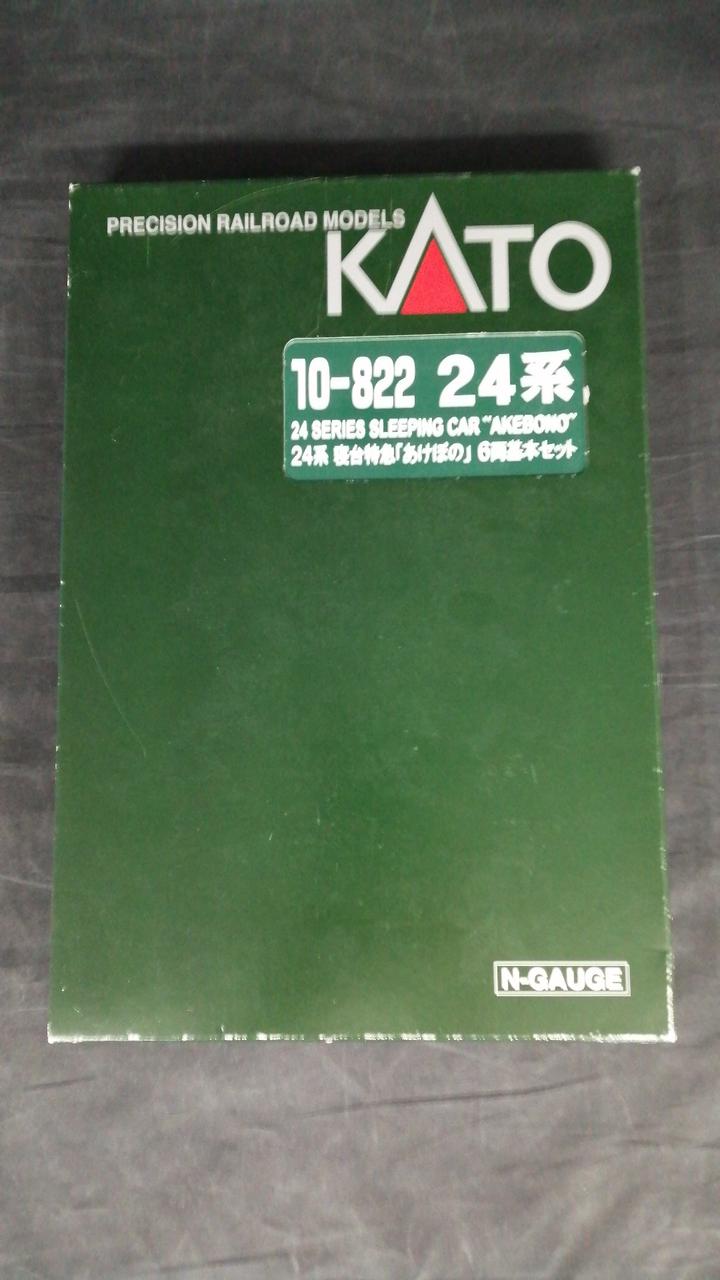 PRECISION RAILROAD MODELS
KATO
10-822 24系
24 SERIES SLEEPING CAR "AKEBONO"
24系 寝台特急「あけぼの」 6両基本セット
N-GAUGE